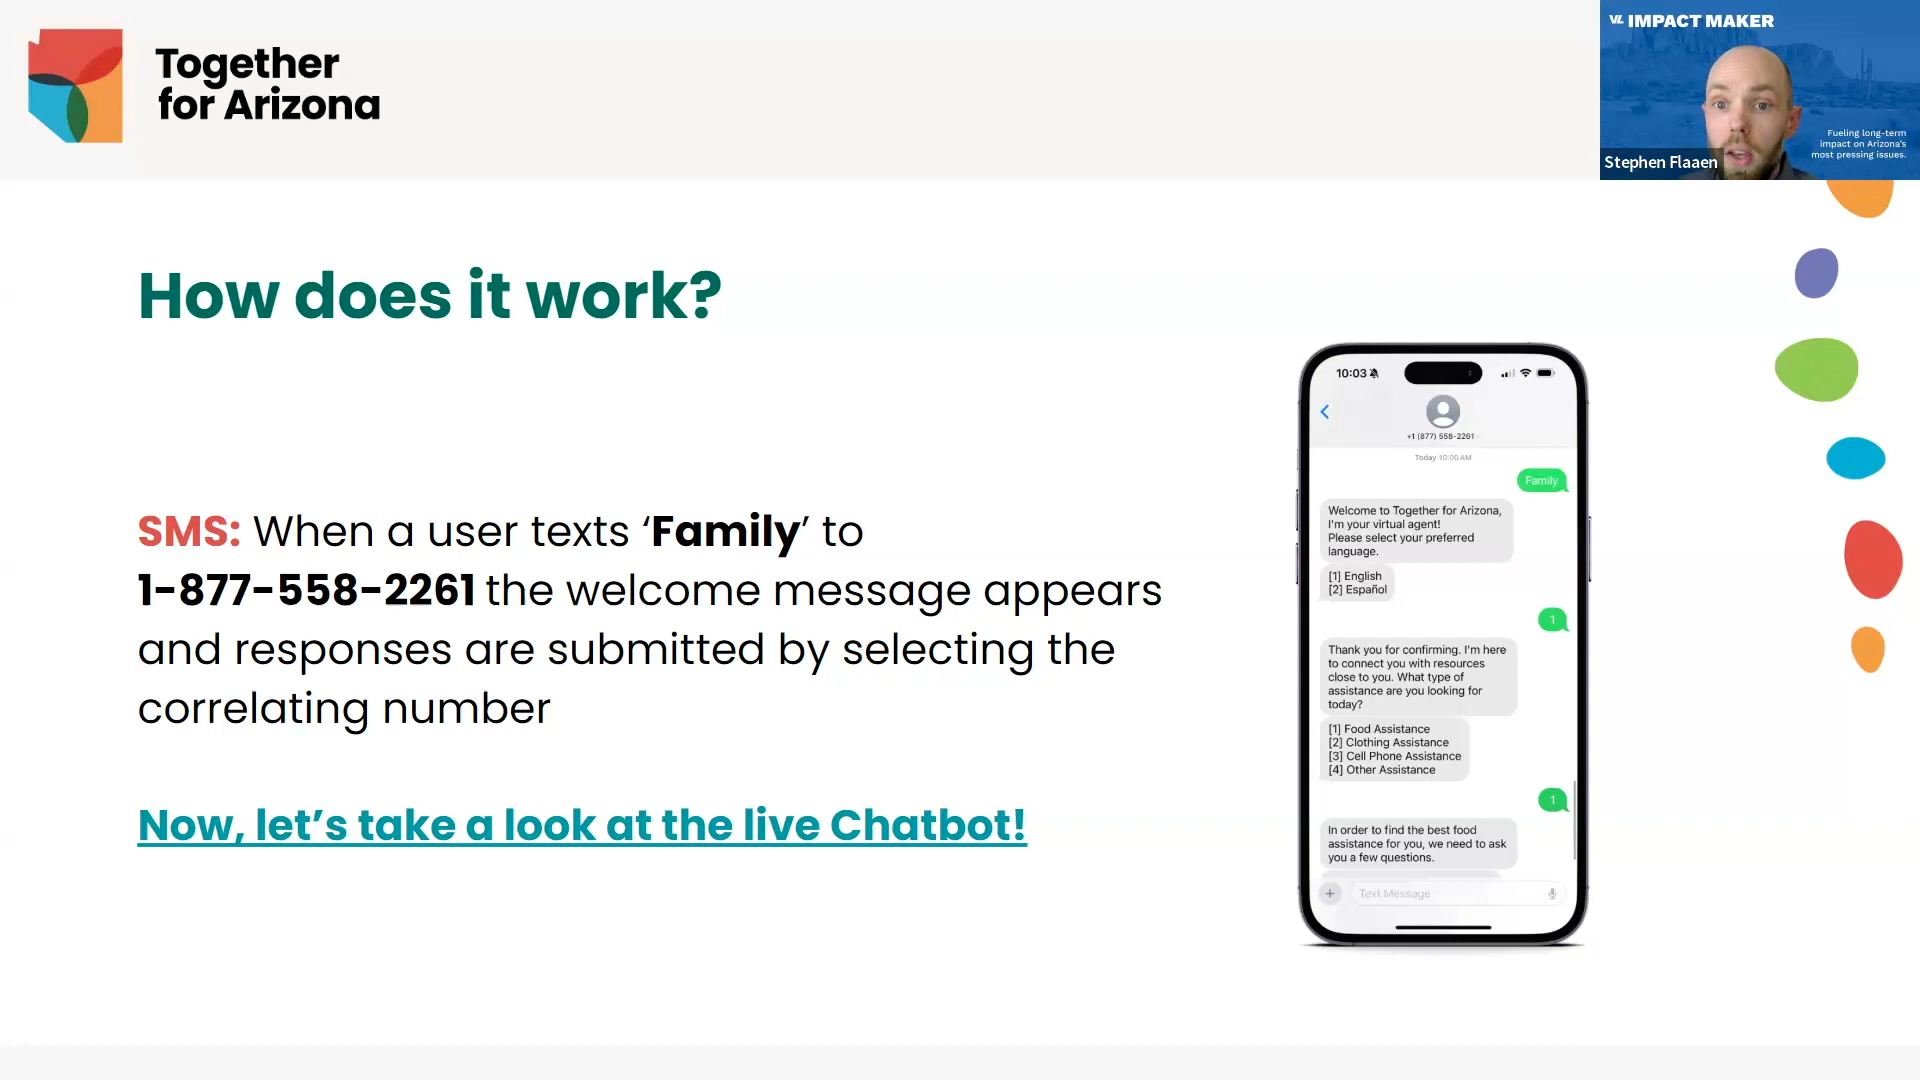 Together
for Arizona
VL IMPACT MAKER
Fueling long-term
impact on Arizona's
most pressing issues.
Stephen Flaaen
How does it work?
SMS: When a user texts ‘Family’ to
1-877-558-2261 the welcome message appears
and responses are submitted by selecting the
correlating number
Now, let’s take a look at the live Chatbot!
10:03
+1 (877) 558-2261
Today 10:00 AM
Family
Welcome to Together for Arizona,
I'm your virtual agent!
Please select your preferred
language.
[1] English
[2] Español
1
Thank you for confirming. I'm here
to connect you with resources
close to you. What type of
assistance are you looking for
today?
[1] Food Assistance
[2] Clothing Assistance
[3] Cell Phone Assistance
[4] Other Assistance
1
In order to find the best food
assistance for you, we need to ask
you a few questions.
Text Message